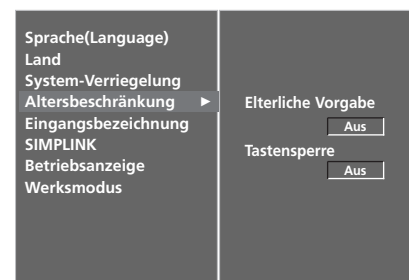 Sprache(Language)
Land
System-Verriegelung
Altersbeschränkung ►
Eingangsbezeichnung
SIMPLINK
Betriebsanzeige
Werksmodus
Elterliche Vorgabe
Aus
Tastensperre
Aus